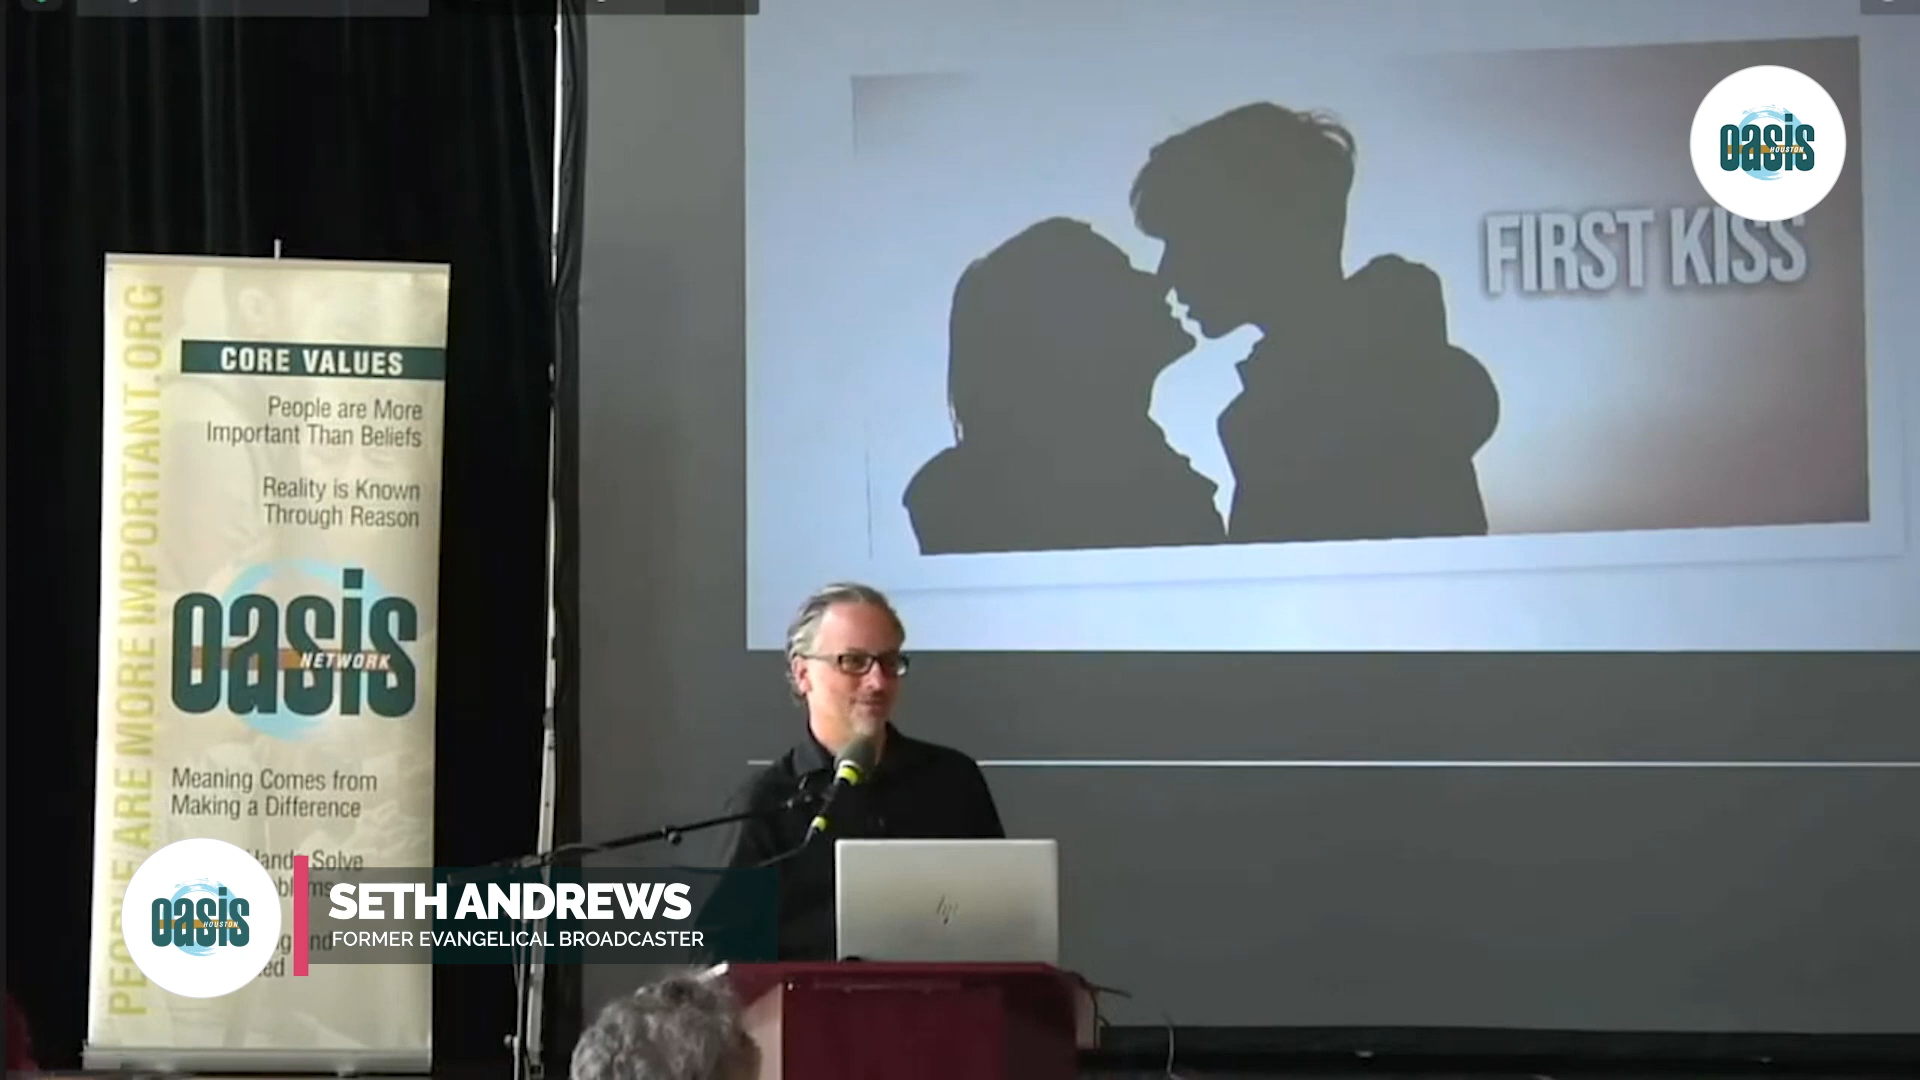 FIRST KISS
oasis
HOUSTON
PEOPLE ARE MORE IMPORTANT.ORG
CORE VALUES
People are More
Important Than Beliefs
Reality is Known
Through Reason
oasis
NETWORK
Meaning Comes from
Making a Difference
Solve
oasis
HOUSTON
SETH ANDREWS
FORMER EVANGELICAL BROADCASTER
hp